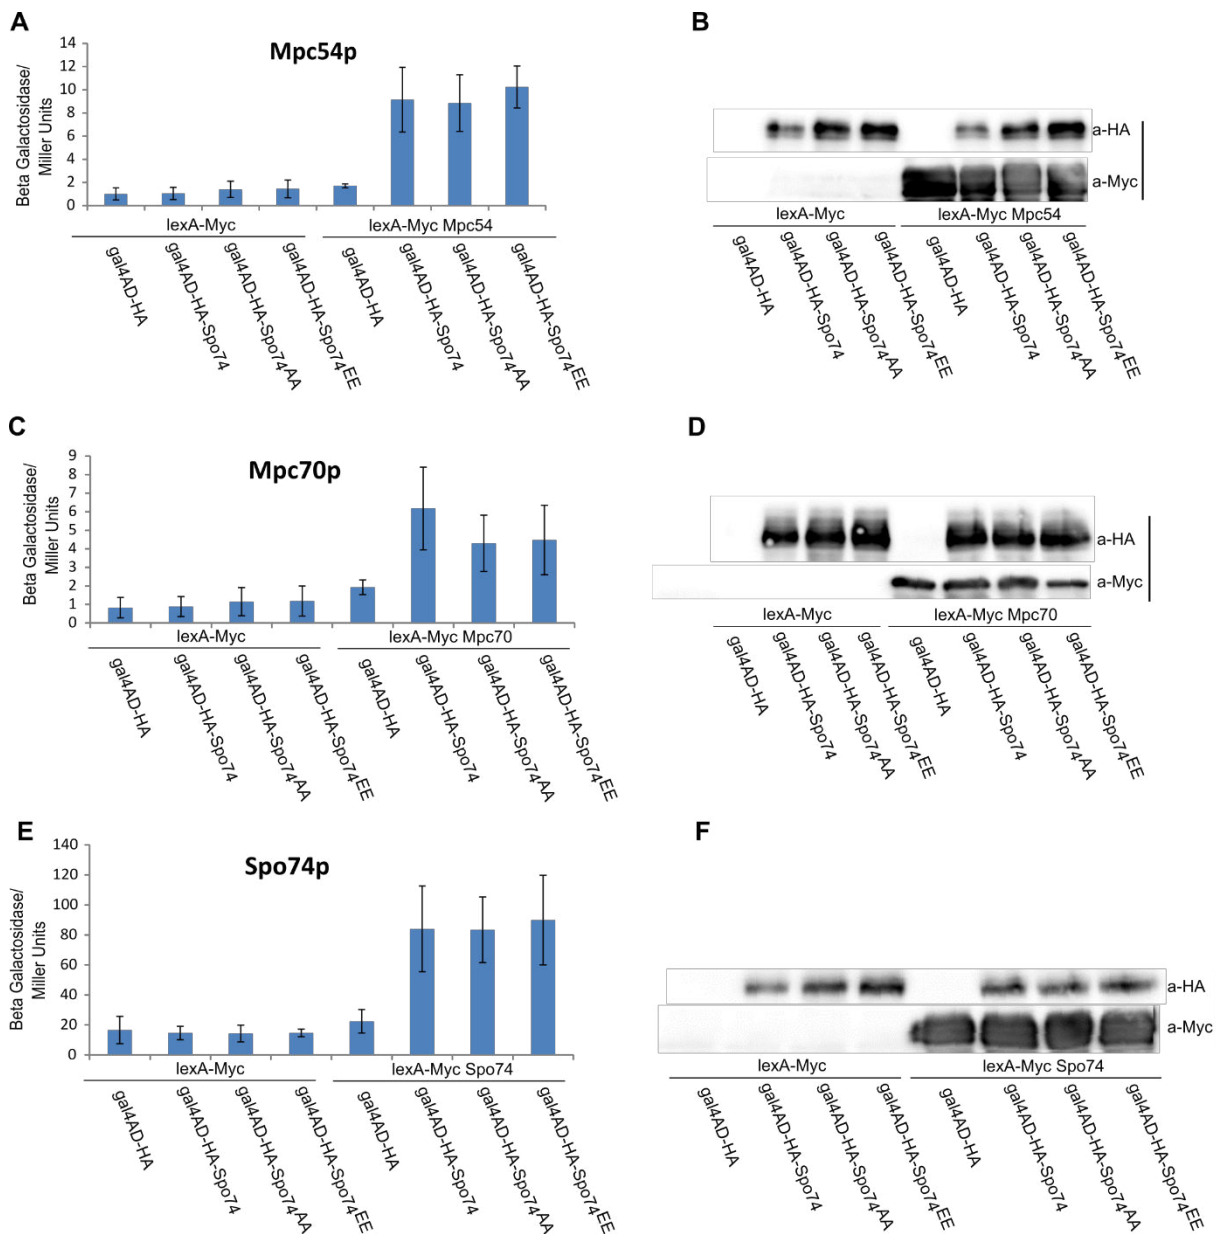 A
Mpc54p
Beta Galactosidase/
Miller Units
14
12
10
8
6
4
2
0
lexA-Myc
lexA-Myc Mpc54
gal4AD-HA
gal4AD-HA-Spo74
gal4AD-HA-Spo74AA
gal4AD-HA-Spo74EE
gal4AD-HA
gal4AD-HA-Spo74
gal4AD-HA-Spo74AA
gal4AD-HA-Spo74EE
B
a-HA
a-Myc
lexA-Myc
lexA-Myc Mpc54
gal4AD-HA
gal4AD-HA-Spo74
gal4AD-HA-Spo74AA
gal4AD-HA-Spo74EE
gal4AD-HA
gal4AD-HA-Spo74
gal4AD-HA-Spo74AA
gal4AD-HA-Spo74EE
C
Mpc70p
Beta Galactosidase/
Miller Units
9
8
7
6
5
4
3
2
1
0
lexA-Myc
lexA-Myc Mpc70
gal4AD-HA
gal4AD-HA-Spo74
gal4AD-HA-Spo74AA
gal4AD-HA-Spo74EE
gal4AD-HA
gal4AD-HA-Spo74
gal4AD-HA-Spo74AA
gal4AD-HA-Spo74EE
D
a-HA
a-Myc
lexA-Myc
lexA-Myc Mpc70
gal4AD-HA
gal4AD-HA-Spo74
gal4AD-HA-Spo74AA
gal4AD-HA-Spo74EE
gal4AD-HA
gal4AD-HA-Spo74
gal4AD-HA-Spo74AA
gal4AD-HA-Spo74EE
E
Spo74p
Beta Galactosidase/
Miller Units
140
120
100
80
60
40
20
0
lexA-Myc
lexA-Myc Spo74
gal4AD-HA
gal4AD-HA-Spo74
gal4AD-HA-Spo74AA
gal4AD-HA-Spo74EE
gal4AD-HA
gal4AD-HA-Spo74
gal4AD-HA-Spo74AA
gal4AD-HA-Spo74EE
F
a-HA
a-Myc
lexA-Myc
lexA-Myc Spo74
gal4AD-HA
gal4AD-HA-Spo74
gal4AD-HA-Spo74AA
gal4AD-HA-Spo74EE
gal4AD-HA
gal4AD-HA-Spo74
gal4AD-HA-Spo74AA
gal4AD-HA-Spo74EE